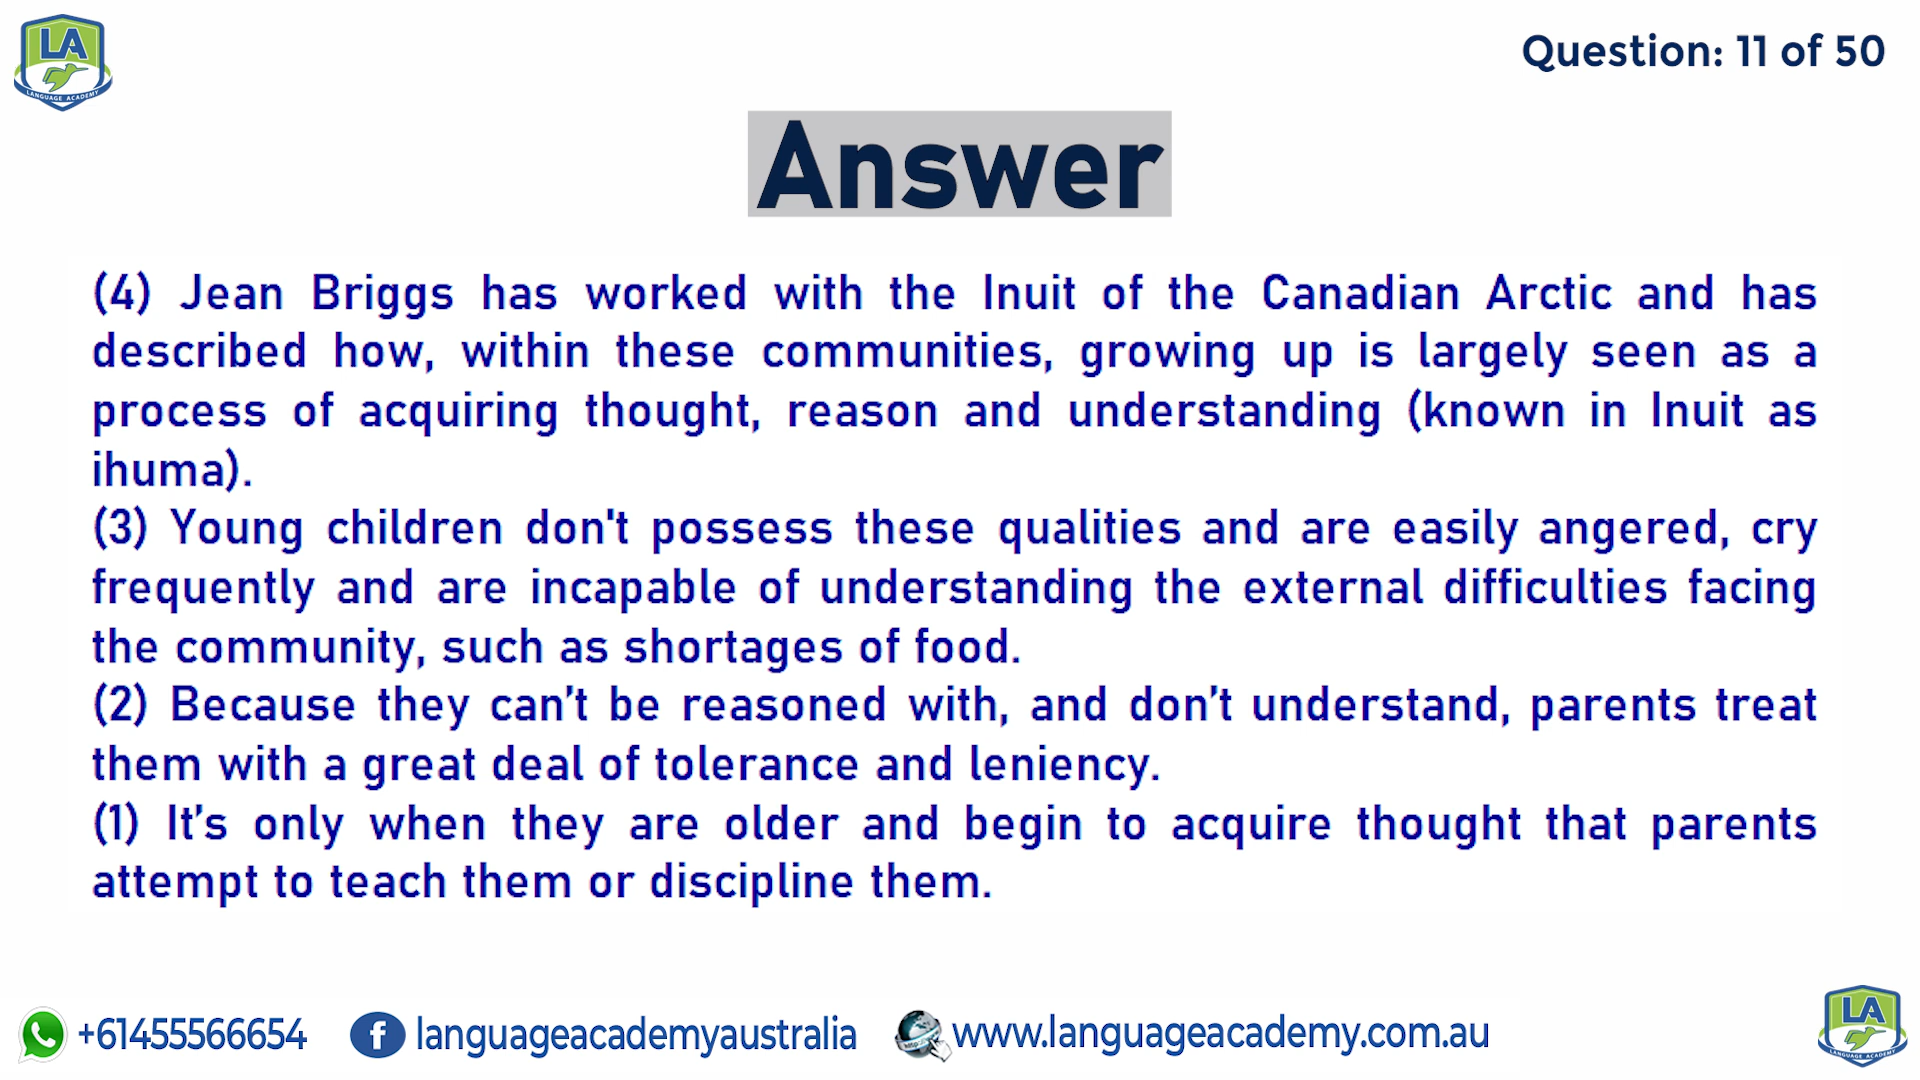 LA
LANGUAGE ACADEMY
Question: 11 of 50
Answer
(4) Jean Briggs has worked with the Inuit of the Canadian Arctic and has
described how, within these communities, growing up is largely seen as a
process of acquiring thought, reason and understanding (known in Inuit as
ihuma).
(3) Young children don't possess these qualities and are easily angered, cry
frequently and are incapable of understanding the external difficulties facing
the community, such as shortages of food.
(2) Because they can’t be reasoned with, and don’t understand, parents treat
them with a great deal of tolerance and leniency.
(1) It’s only when they are older and begin to acquire thought that parents
attempt to teach them or discipline them.
+61455566654
f
languageacademyaustralia
http://
www.languageacademy.com.au
LA
LANGUAGE ACADEMY